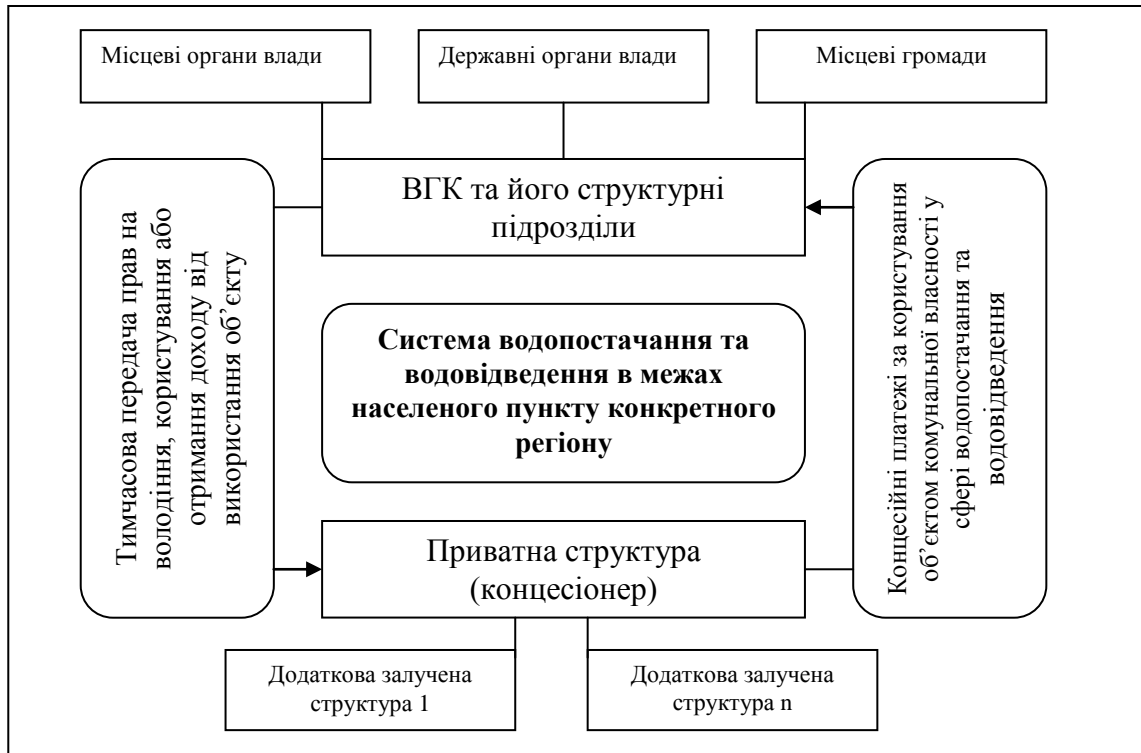 Місцеві органи влади
Державні органи влади
Місцеві громади
ВГК та його структурні
підрозділи
Тимчасова передача прав на
володіння, користування або
отримання доходу від
використання об’єкту
Система водопостачання та
водовідведення в межах
населеного пункту конкретного
регіону
Концесійні платежі за користування
об’єктом комунальної власності у
сфері водопостачання та
водовідведення
Приватна структура
(концесіонер)
Додаткова залучена
структура 1
Додаткова залучена
структура n